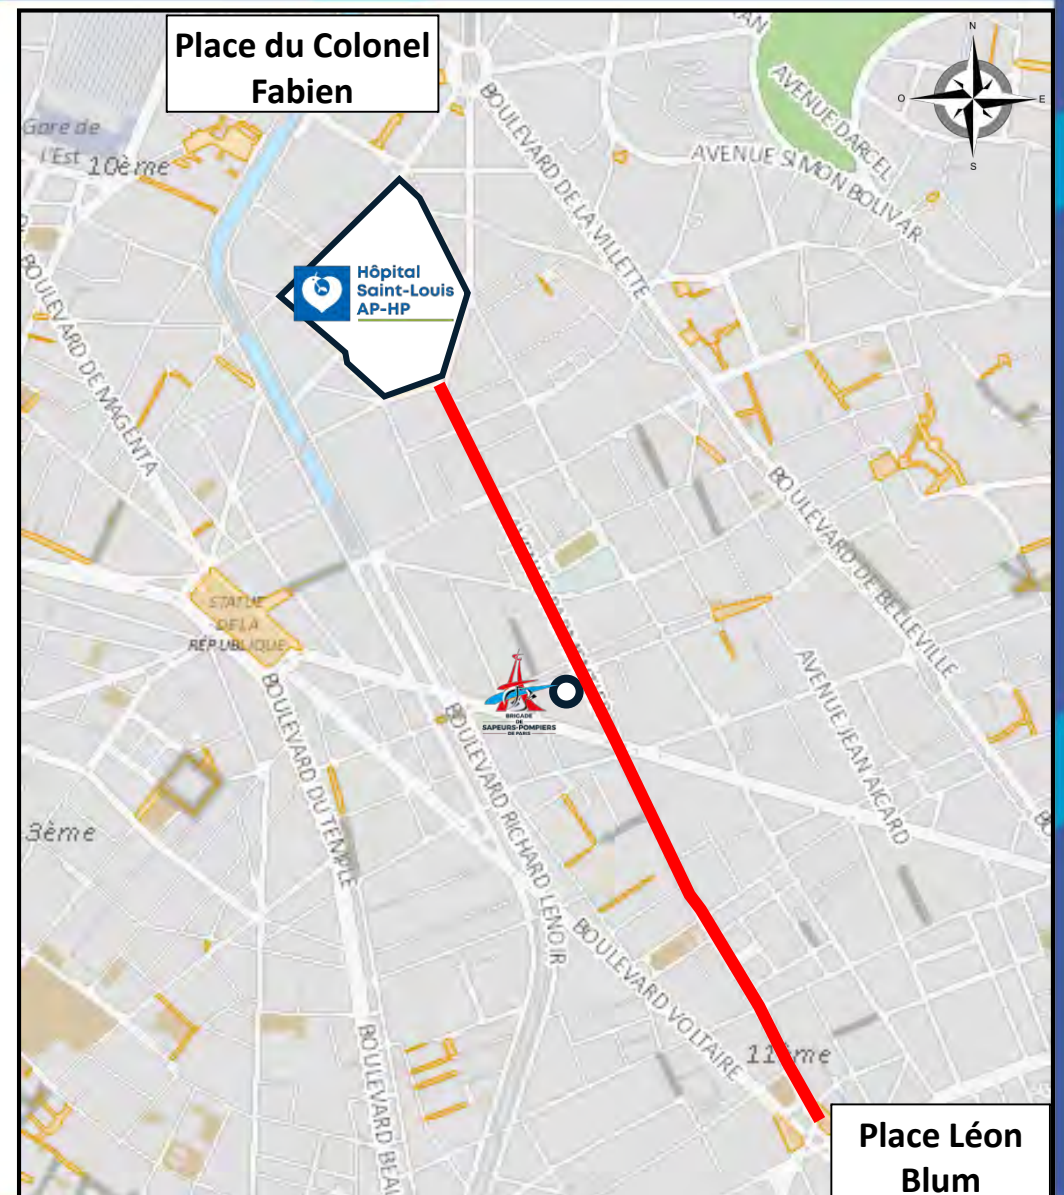 Place du Colonel
Fabien
N
O
E
S
Gare de
l'Est
10ème
BOULEVARD DE LA VILLETTE
AVENUE DARCEL
AVENUE SIMON BOLIVAR
Hôpital
Saint-Louis
AP-HP
BOULEVARD DE MAGENTA
STATUE
DE LA
RÉPUBLIQUE
BOULEVARD DE BELLEVILLE
BRIGADE
DE
SAPEURS-POMPIERS
DE PARIS
AVENUE JEAN AICARD
BOULEVARD DU TEMPLE
BOULEVARD RICHARD LENOIR
3ème
BOULEVARD VOLTAIRE
BOULEVARD BEAU
Place Léon
Blum